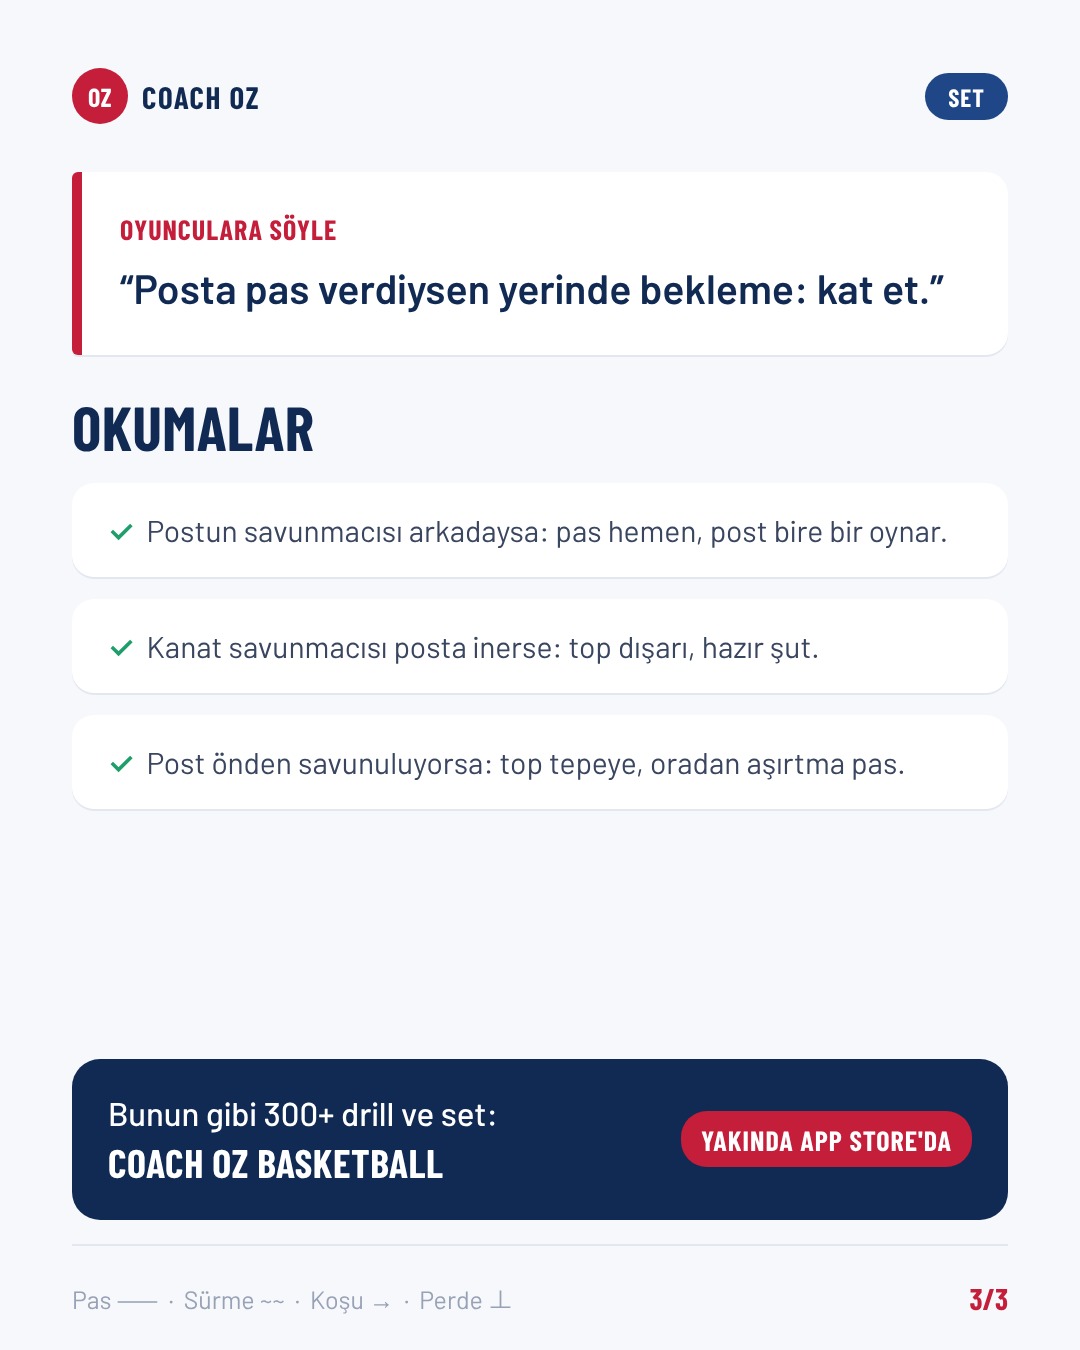 OZ COACH OZ
SET
OYUNCULARA SÖYLE
“Posta pas verdiysen yerinde bekleme: kat et.”
OKUMALAR
✓ Postun savunmacısı arkadaysa: pas hemen, post bire bir oynar.
✓ Kanat savunmacısı posta inerse: top dışarı, hazır şut.
✓ Post önden savunuluyorsa: top tepeye, oradan aşırtma pas.
Bunun gibi 300+ drill ve set:
COACH OZ BASKETBALL
YAKINDA APP STORE'DA
Pas —— · Sürme ~~ · Koşu → · Perde ⊥
3/3